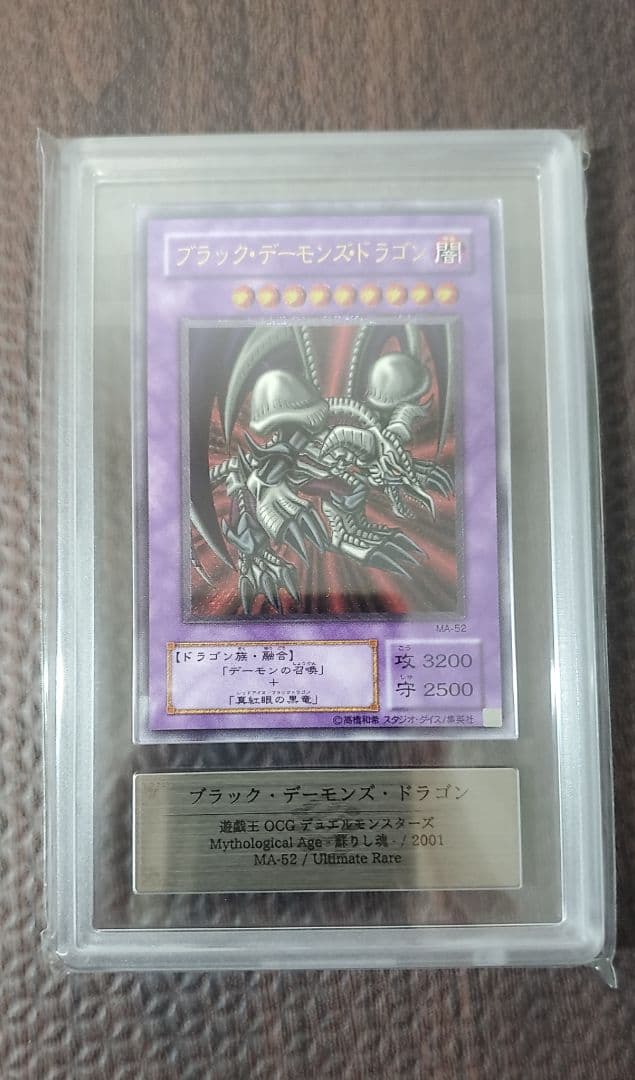 ブラック・デーモンズ・ドラゴン 闇
MA-52
【ドラゴン族・融合】
「デーモンの召喚」
+
「真紅眼の黒竜」
攻 3200
守 2500
©高橋和希 スタジオ・ダイス/集英社
ブラック・デーモンズ・ドラゴン
遊戯王 OCG デュエルモンスターズ
Mythological Age - 蘇りし魂 - / 2001
MA-52 / Ultimate Rare